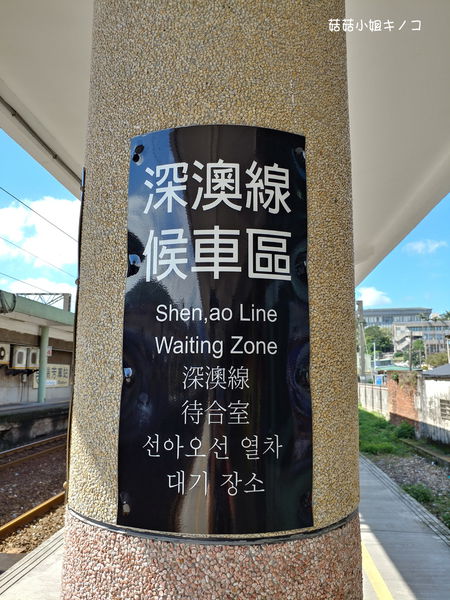 菇菇小姐キノコ
深澳線
候車區
Shen,ao Line
Waiting Zone
深澳線
待合室
선아오선 열차
대기 장소